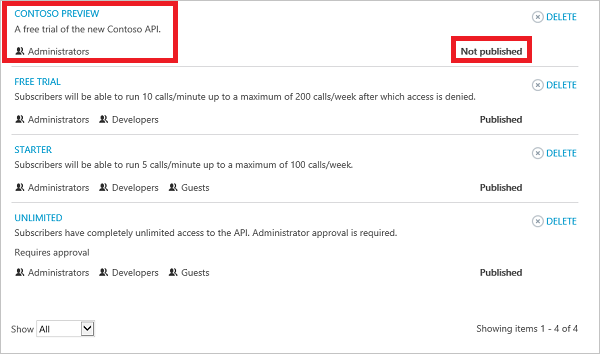 CONTOSO PREVIEW
DELETE
A free trial of the new Contoso API.
Administrators
Not published
FREE TRIAL
DELETE
Subscribers will be able to run 10 calls/minute up to a maximum of 200 calls/week after which access is denied.
Administrators Developers
Published
STARTER
DELETE
Subscribers will be able to run 5 calls/minute up to a maximum of 100 calls/week.
Administrators Developers Guests
Published
UNLIMITED
DELETE
Subscribers have completely unlimited access to the API. Administrator approval is required.
Requires approval
Administrators Developers Guests
Published
Show All
Showing items 1 - 4 of 4